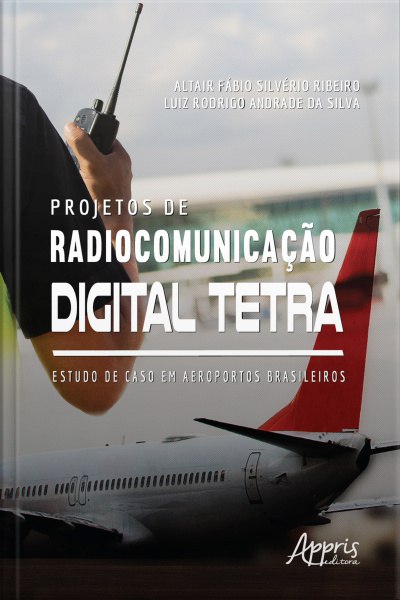 ALTAIR FÁBIO SILVÉRIO RIBEIRO
LUIZ RODRIGO ANDRADE DA SILVA
PROJETOS DE
RADIOCOMUNICAÇÃO
DIGITAL TETRA
ESTUDO DE CASO EM AEROPORTOS BRASILEIROS
Appris
editora